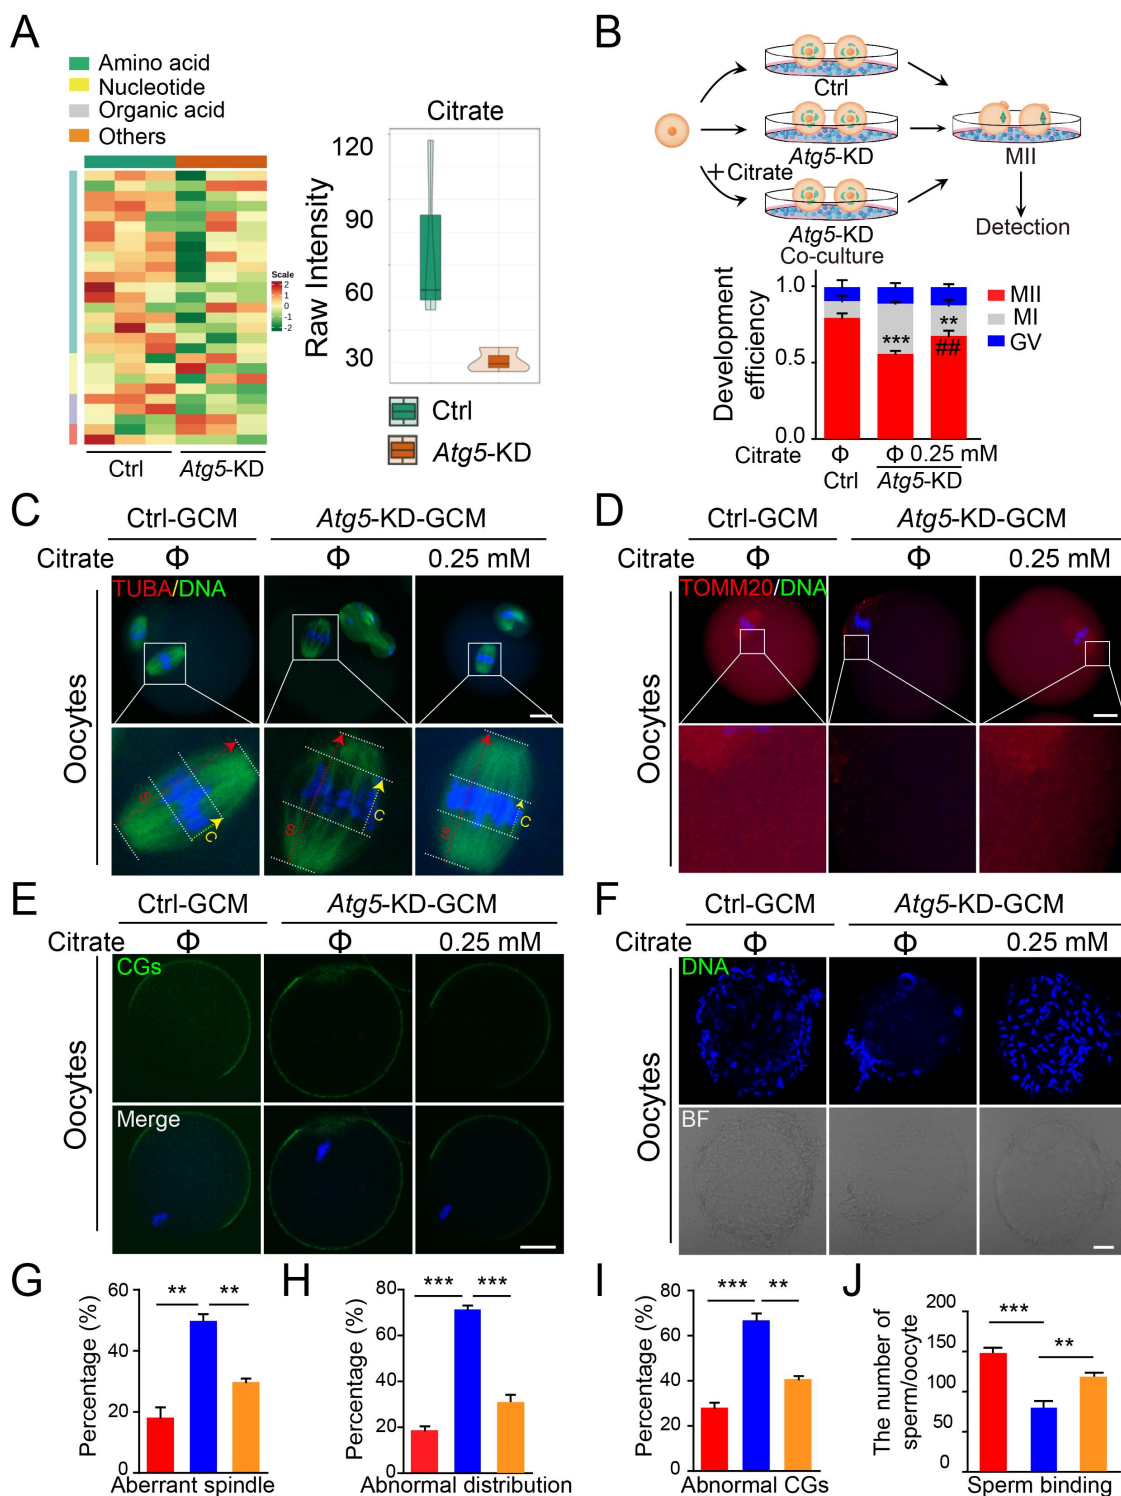 A
Amino acid
Nucleotide
Organic acid
Others
Scale
2
1
0
-1
-2
Ctrl
Atg5-KD
Citrate
Raw Intensity
120
90
60
30
Ctrl
Atg5-KD
B
Ctrl
Atg5-KD
+Citrate
Atg5-KD
Co-culture
MII
Detection
Development
efficiency
1.0
0.5
0.0
***
**
##
MII
MI
GV
Citrate Φ Φ 0.25 mM
Ctrl Atg5-KD
C
Ctrl-GCM Atg5-KD-GCM
Citrate Φ Φ 0.25 mM
Oocytes
TUBA/DNA
S C
S C
S C
D
Ctrl-GCM Atg5-KD-GCM
Citrate Φ Φ 0.25 mM
Oocytes
TOMM20/DNA
E
Ctrl-GCM Atg5-KD-GCM
Citrate Φ Φ 0.25 mM
Oocytes
CGs
Merge
F
Ctrl-GCM Atg5-KD-GCM
Citrate Φ Φ 0.25 mM
Oocytes
DNA
BF
G
Percentage (%)
60
40
20
0
** **
Aberrant spindle
H
Percentage (%)
80
60
40
20
0
*** ***
Abnormal distribution
I
Percentage (%)
80
60
40
20
0
*** **
Abnormal CGs
J
The number of
sperm/oocyte
200
150
100
50
0
***
**
Sperm binding